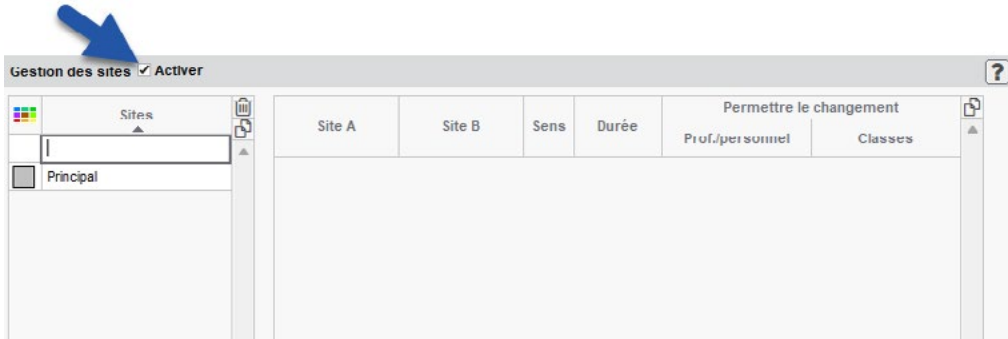 Gestion des sites Activer
?
Sites
Site A Site B Sens Durée Permettre le changement
Prof./personnel Classes
Principal